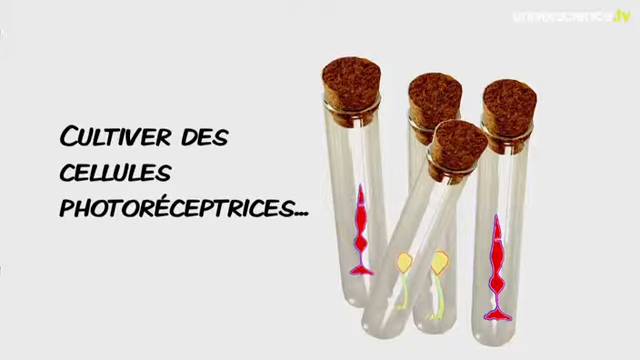 universcience.tv
CULTIVER DES
CELLULES
PHOTORÉCEPTRICES...